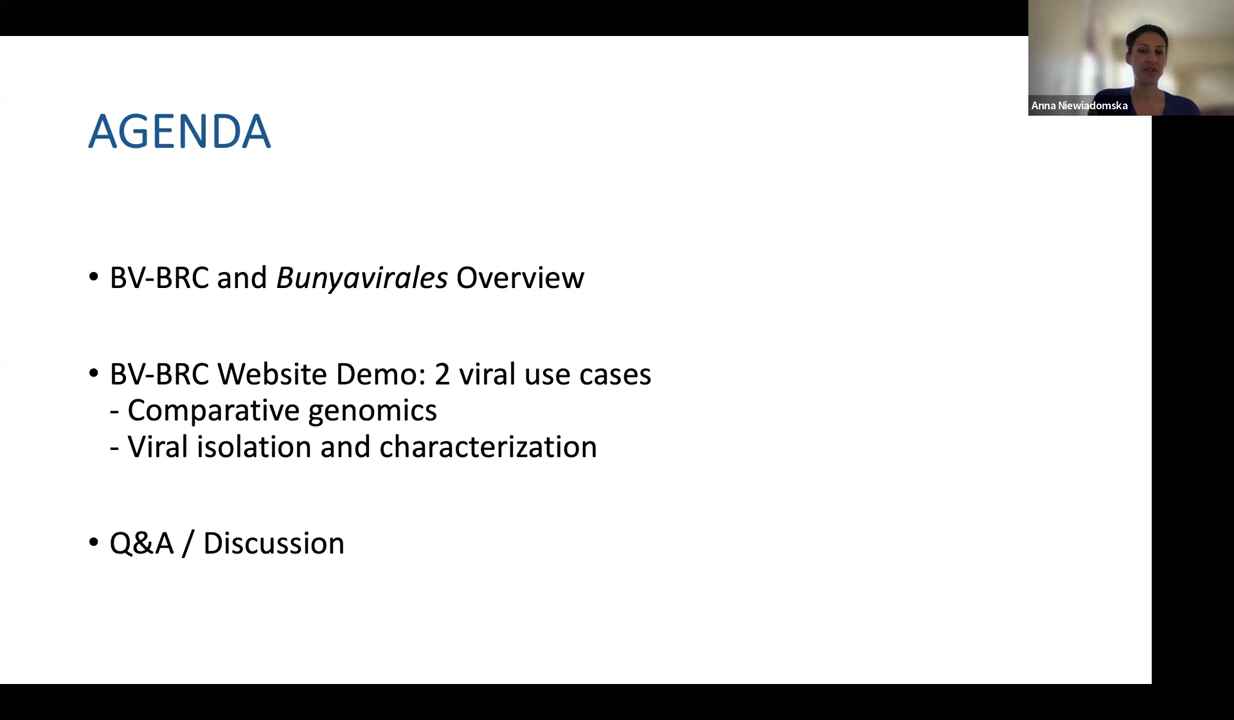 AGENDA
• BV-BRC and Bunyavirales Overview
• BV-BRC Website Demo: 2 viral use cases
- Comparative genomics
- Viral isolation and characterization
• Q&A / Discussion
Anna Niewiadomska